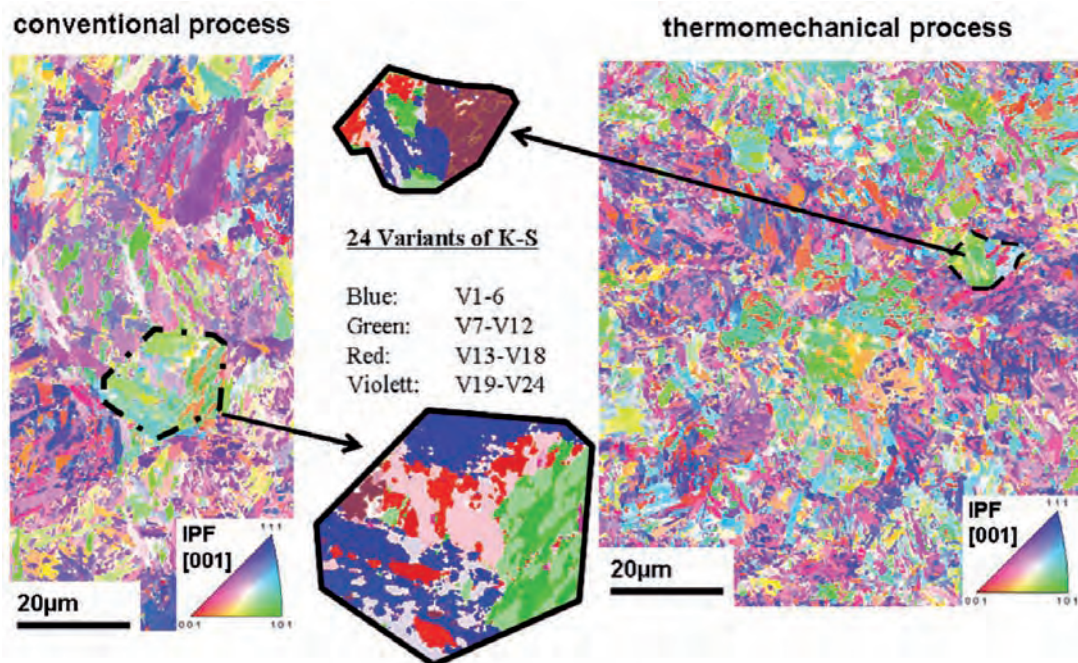 conventional process
thermomechanical process
24 Variants of K-S
Blue: V1-6
Green: V7-V12
Red: V13-V18
Violett: V19-V24
IPF
[001]
111
001
101
20µm
IPF
[001]
111
001
101
20µm